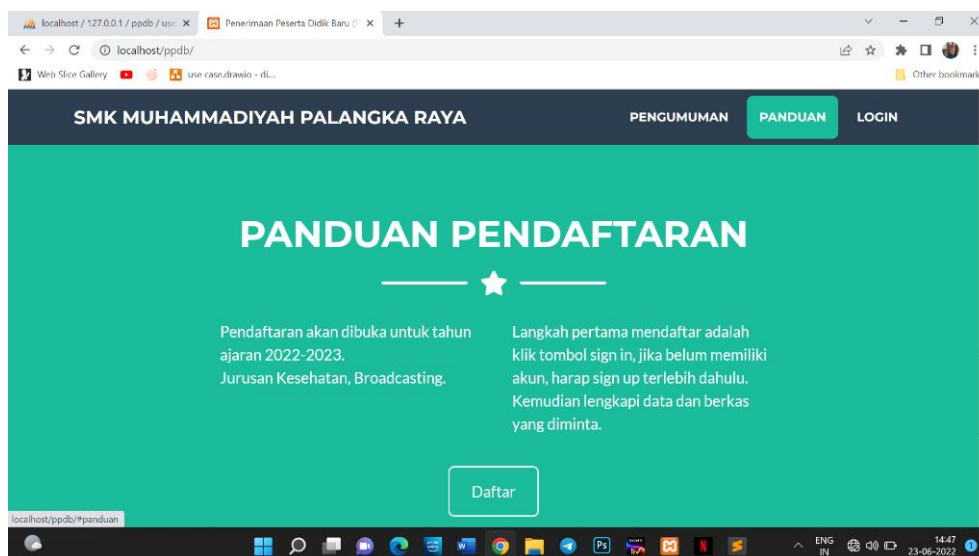 localhost / 127.0.0.1 / ppdb / use
Penerimaan Peserta Didik Baru (
localhost/ppdb/
Web Slice Gallery
use case.drawio - di...
Other bookmark
SMK MUHAMMADIYAH PALANGKA RAYA
PENGUMUMAN
PANDUAN
LOGIN
PANDUAN PENDAFTARAN
Pendaftaran akan dibuka untuk tahun
ajaran 2022-2023.
Jurusan Kesehatan, Broadcasting.
Langkah pertama mendaftar adalah
klik tombol sign in, jika belum memiliki
akun, harap sign up terlebih dahulu.
Kemudian lengkapi data dan berkas
yang diminta.
Daftar
localhost/ppdb/#panduan
Ps
ENG
IN
14:47
23-06-2022